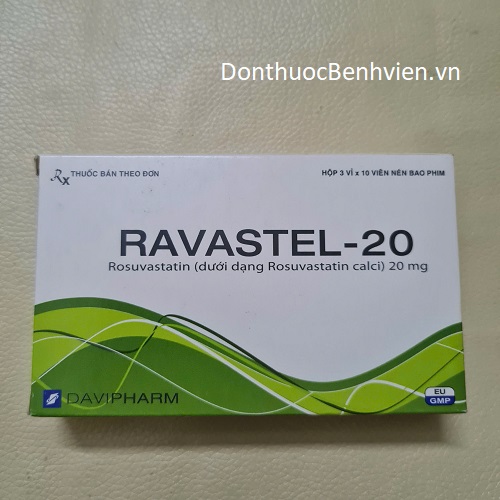 DonthuocBenhvien.vn
Rx THUỐC BÁN THEO ĐƠN
HỘP 3 VỈ x 10 VIÊN NÉN BAO PHIM
RAVASTEL-20
Rosuvastatin (dưới dạng Rosuvastatin calci) 20 mg
DAVIPHARM
EU
GMP